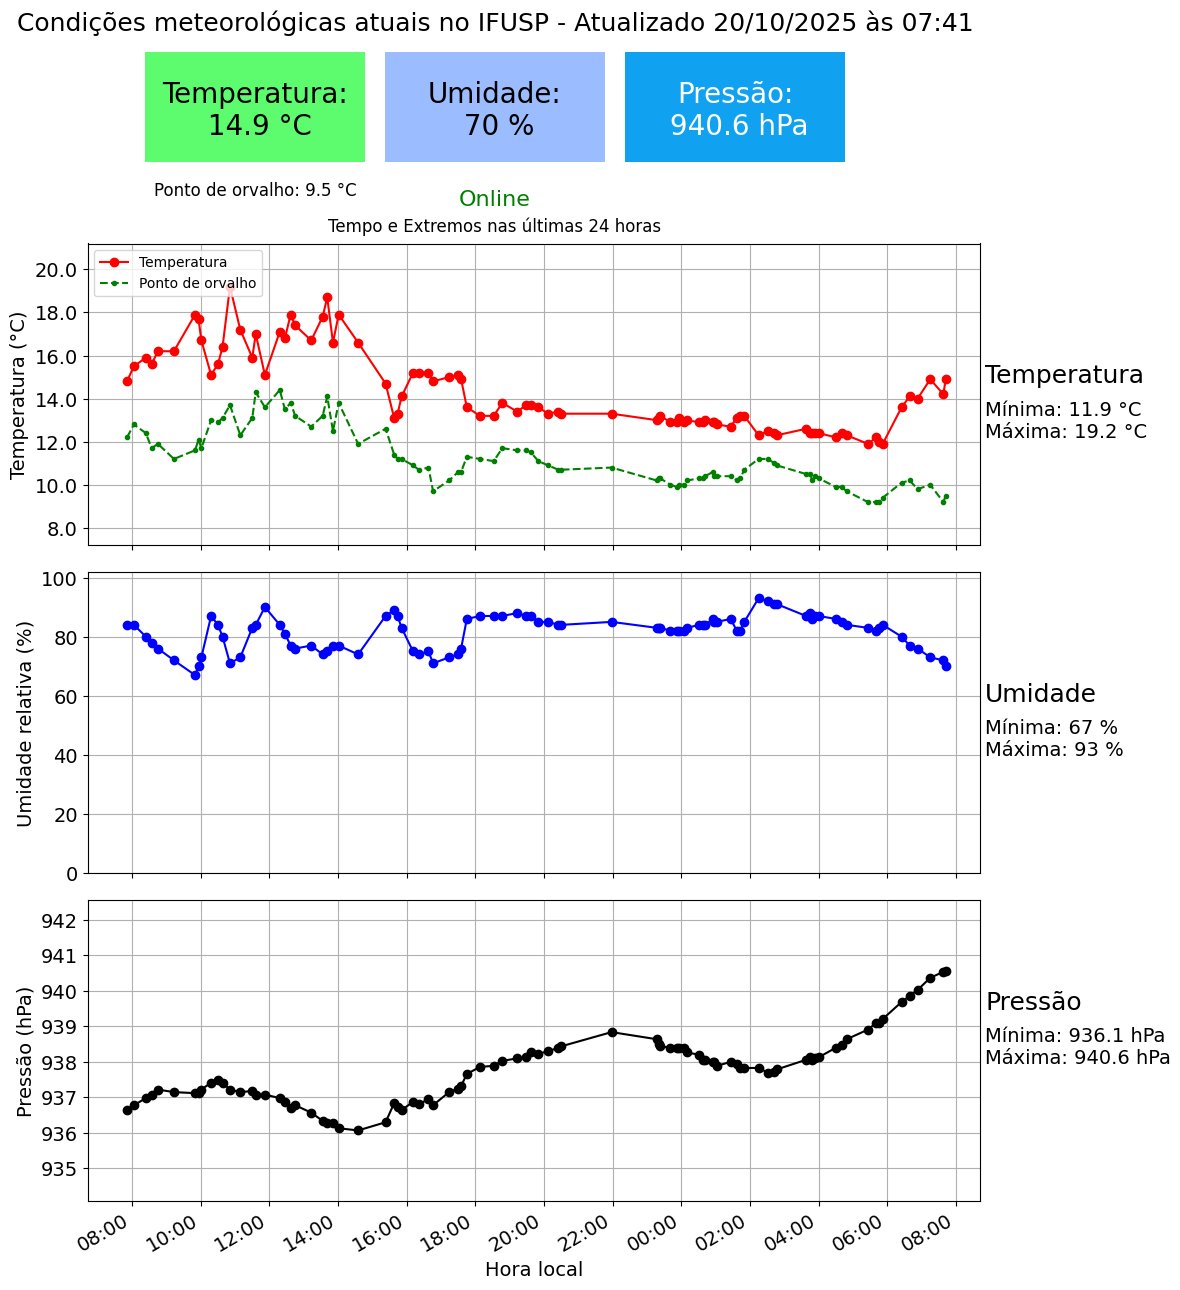 Condições meteorológicas atuais no IFUSP - Atualizado 20/10/2025 às 07:41
Temperatura:
14.9 °C
Umidade:
70 %
Pressão:
940.6 hPa
Ponto de orvalho: 9.5 °C
Online
Tempo e Extremos nas últimas 24 horas
Temperatura
Ponto de orvalho
Temperatura (°C)
20.0
18.0
16.0
14.0
12.0
10.0
8.0
Temperatura
Mínima: 11.9 °C
Máxima: 19.2 °C
Umidade relativa (%)
100
80
60
40
20
0
Umidade
Mínima: 67 %
Máxima: 93 %
Pressão (hPa)
942
941
940
939
938
937
936
935
Pressão
Mínima: 936.1 hPa
Máxima: 940.6 hPa
08:00 10:00 12:00 14:00 16:00 18:00 20:00 22:00 00:00 02:00 04:00 06:00 08:00
Hora local